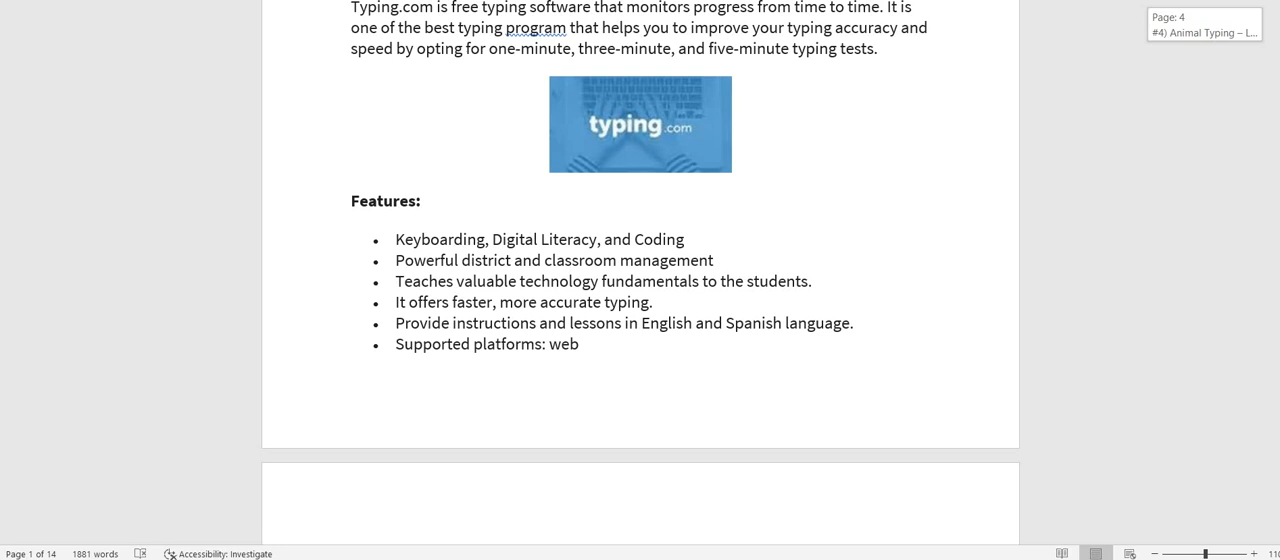 Typing.com is free typing software that monitors progress from time to time. It is
one of the best typing program that helps you to improve your typing accuracy and
speed by opting for one-minute, three-minute, and five-minute typing tests.
Page: 4
#4) Animal Typing – L...
typing.com
Features:
• Keyboarding, Digital Literacy, and Coding
• Powerful district and classroom management
• Teaches valuable technology fundamentals to the students.
• It offers faster, more accurate typing.
• Provide instructions and lessons in English and Spanish language.
• Supported platforms: web
Page 1 of 14 1881 words Accessibility: Investigate 110